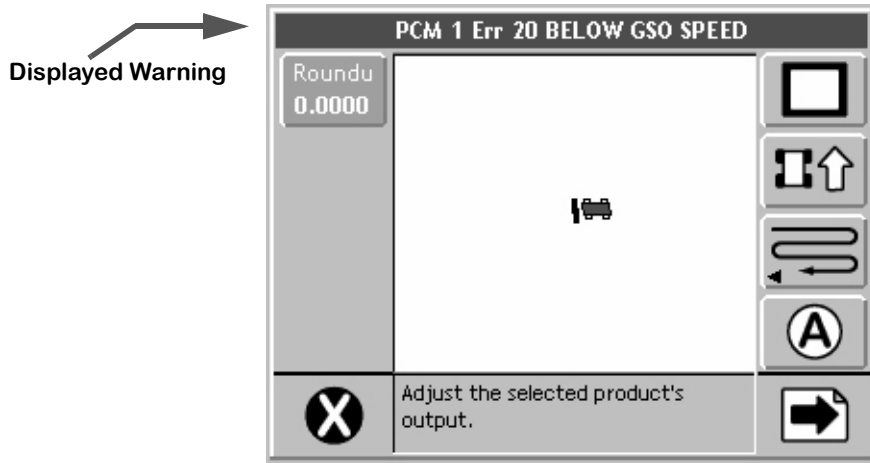 PCM 1 Err 20 BELOW GSO SPEED
Displayed Warning
Roundu
0.0000
A
X
Adjust the selected product's
output.